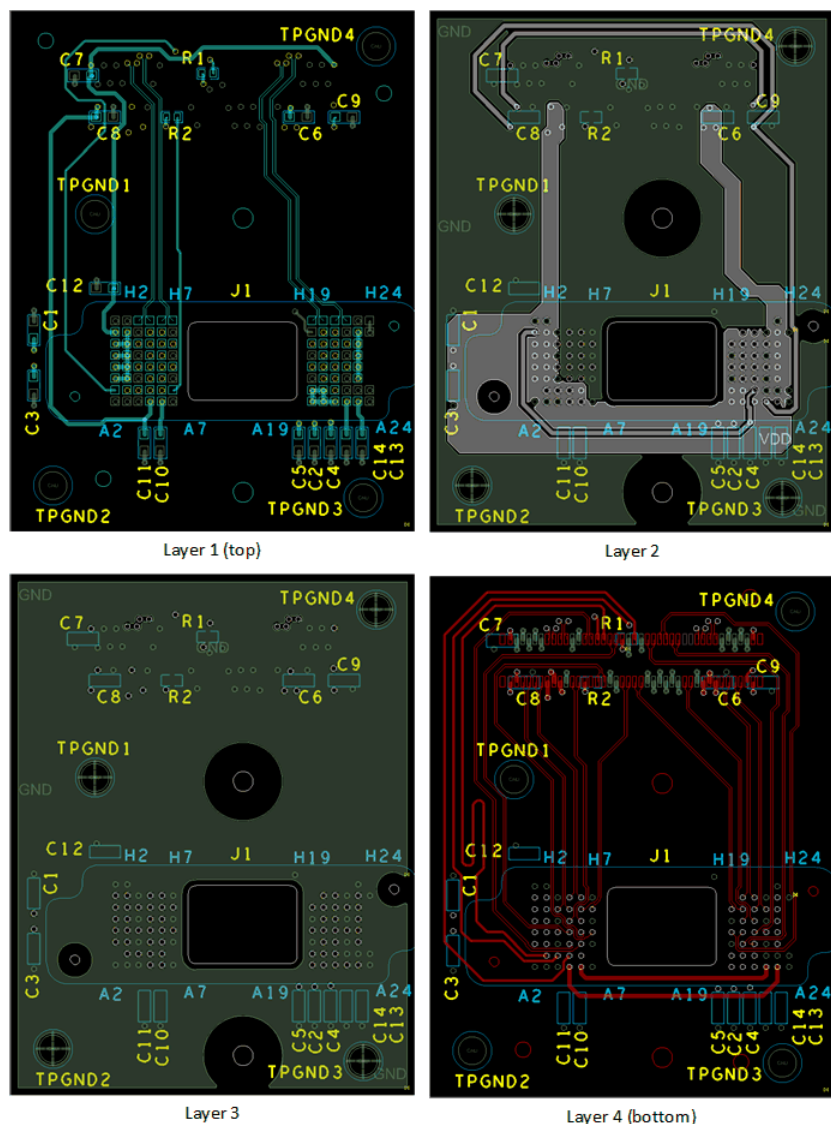 TPGND4
C7
R1
C9
C8
R2
C6
TPGND1
C12
H2
H7
J1
H19
H24
C1
C3
A2
A7
A19
A24
C11
C10
C5
C2
C4
C14
C13
TPGND2
TPGND3
Layer 1 (top)
GND
TPGND4
C7
R1
GND
C9
C8
R2
C6
TPGND1
GND
C12
H2
H7
J1
H19
H24
C1
C3
A2
A7
A19
A24
VDD
C11
C10
C5
C2
C4
C14
C13
TPGND2
TPGND3
GND
Layer 2
GND
TPGND4
C7
R1
GND
C9
C8
R2
C6
TPGND1
GND
C12
H2
H7
J1
H19
H24
C1
C3
A2
A7
A19
A24
C11
C10
C5
C2
C4
C14
C13
TPGND2
TPGND3
GND
Layer 3
TPGND4
C7
R1
C9
C8
R2
C6
TPGND1
C12
H2
H7
J1
H19
H24
C1
C3
A2
A7
A19
A24
C11
C10
C5
C2
C4
C14
C13
TPGND2
TPGND3
Layer 4 (bottom)